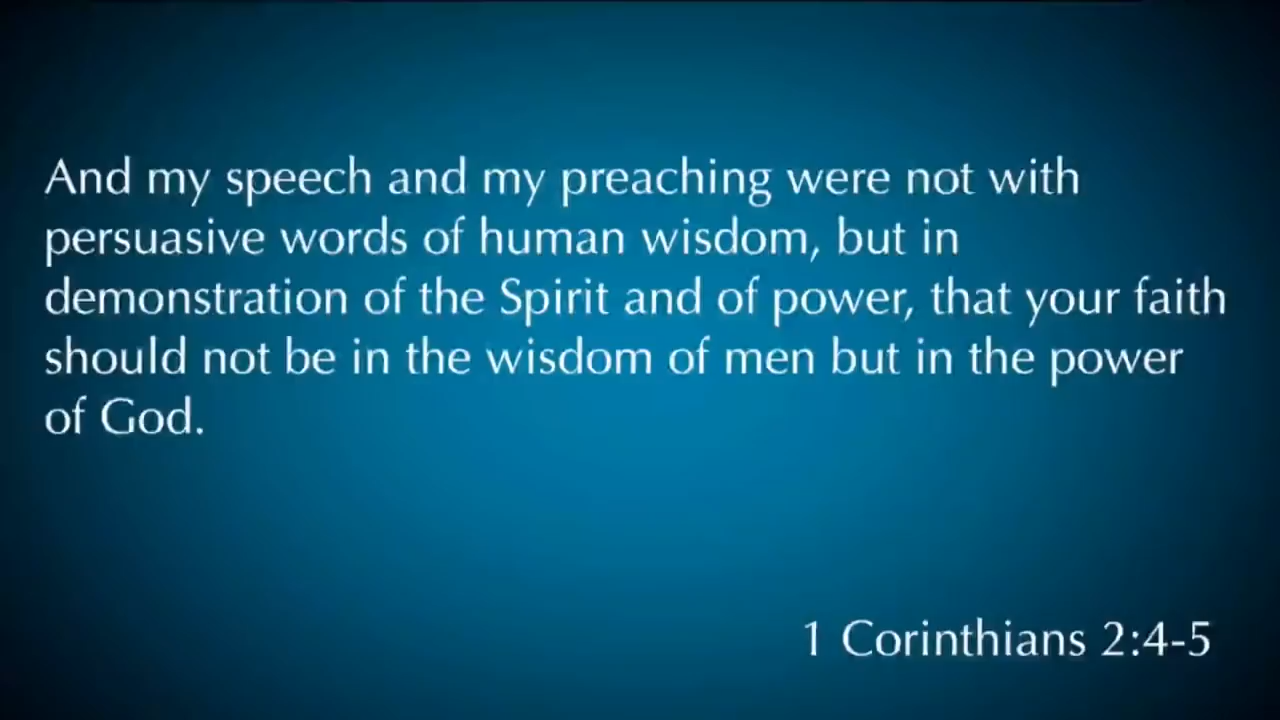 And my speech and my preaching were not with
persuasive words of human wisdom, but in
demonstration of the Spirit and of power, that your faith
should not be in the wisdom of men but in the power
of God.
1 Corinthians 2:4-5